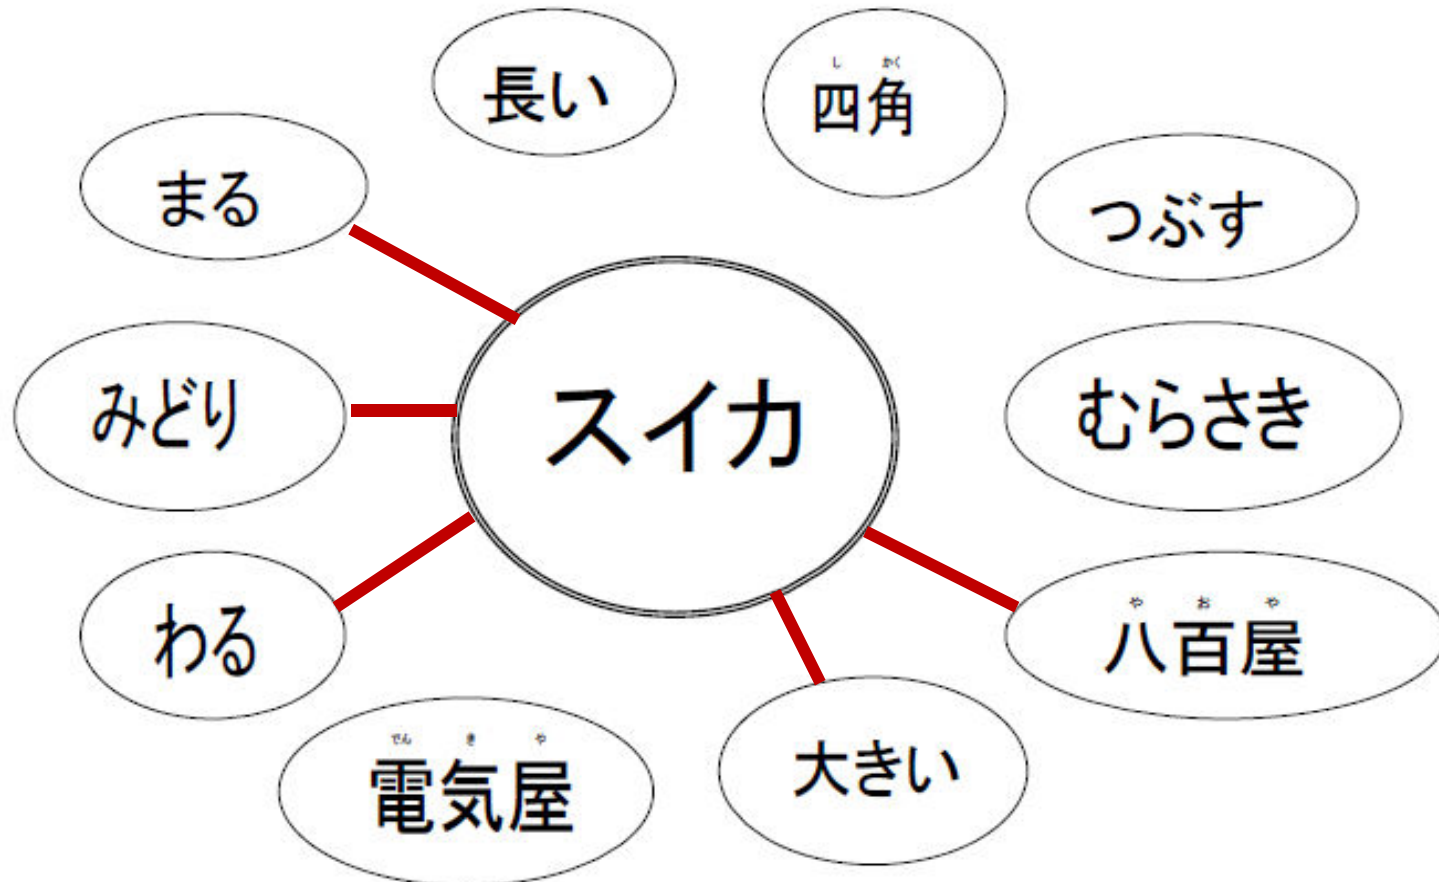 長い
しかく
四角
まる
つぶす
みどり
スイカ
むらさき
わる
やおや
八百屋
でんきや
電気屋
大きい